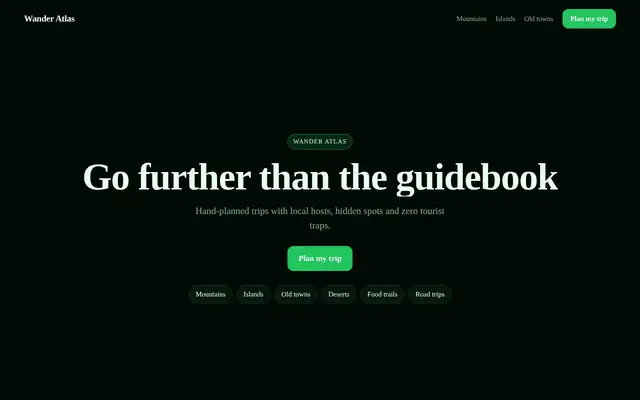 Wander Atlas
Mountains Islands Old towns Plan my trip
WANDER ATLAS
Go further than the guidebook
Hand-planned trips with local hosts, hidden spots and zero tourist
traps.
Plan my trip
Mountains Islands Old towns Deserts Food trails Road trips